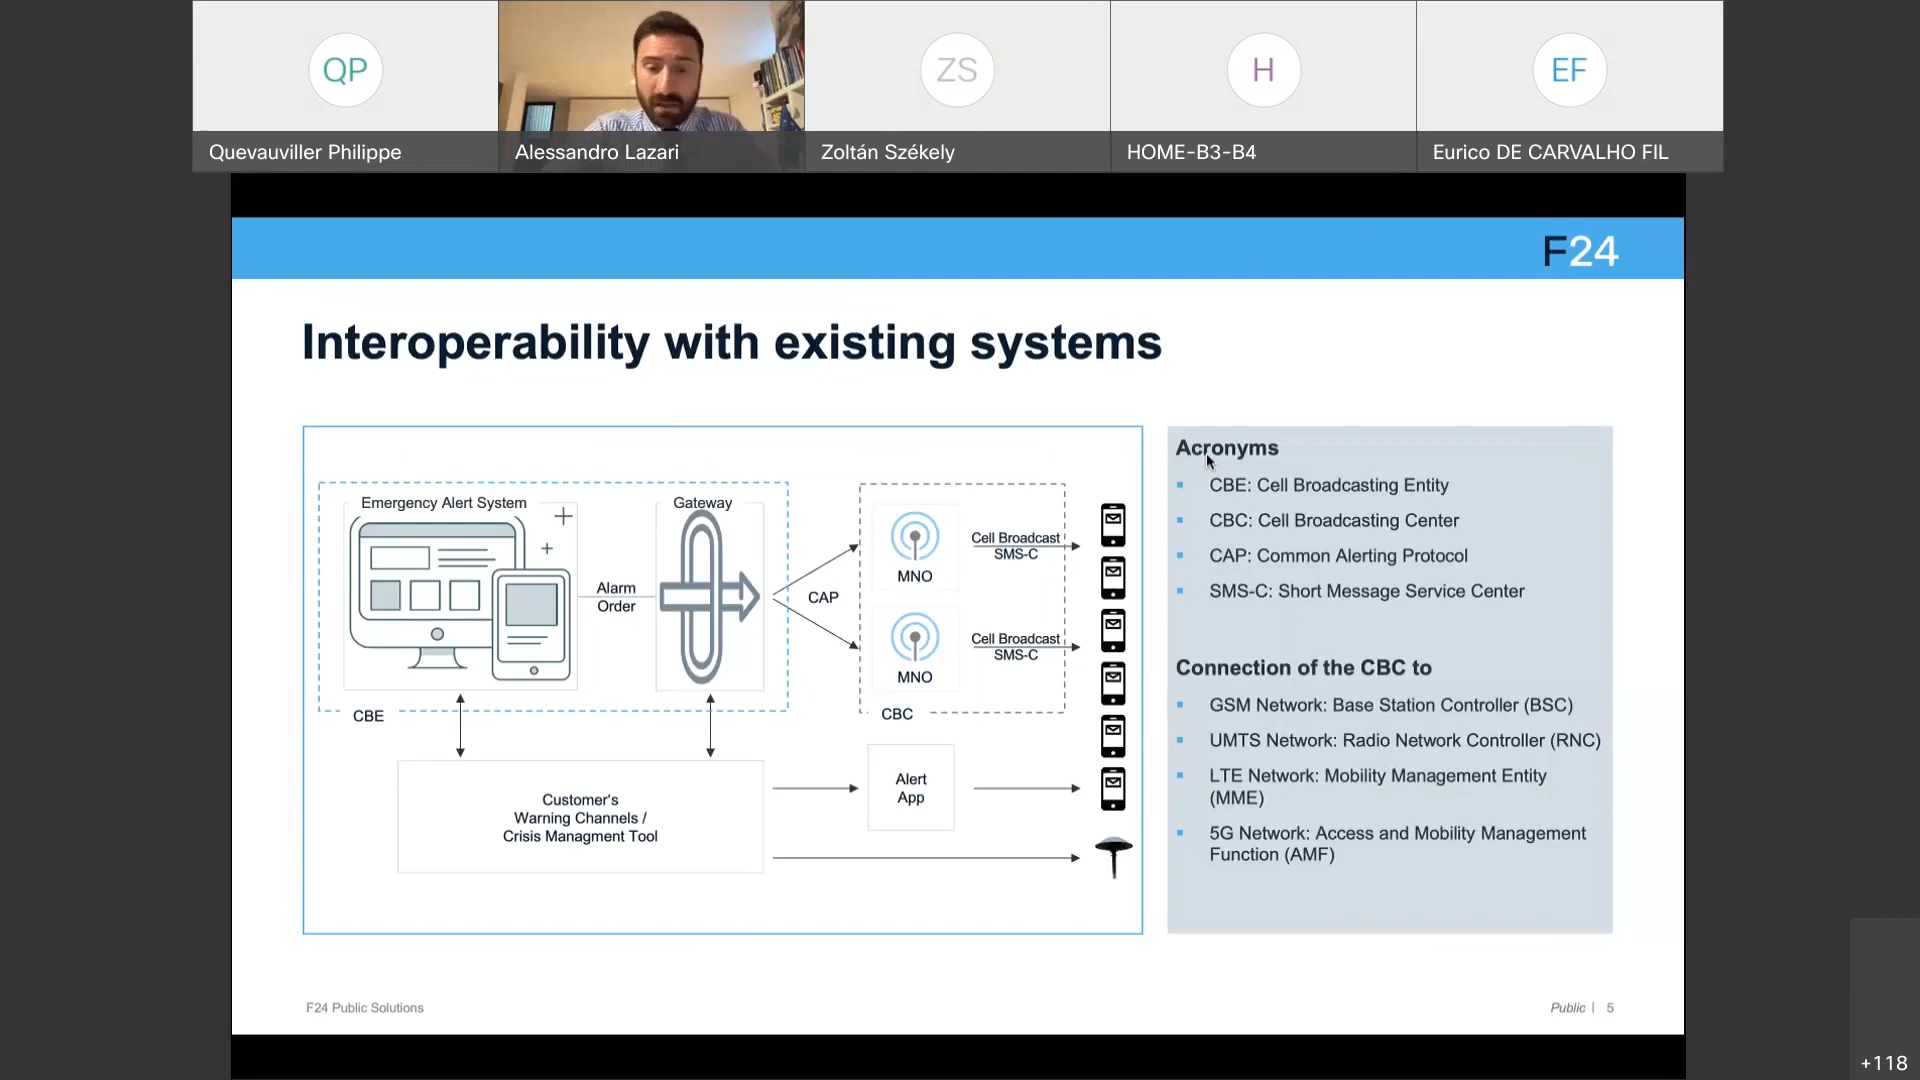 QP
ZS
H
EF
Quevauviller Philippe
Alessandro Lazari
Zoltán Székely
HOME-B3-B4
Eurico DE CARVALHO FIL
F24
Interoperability with existing systems
Emergency Alert System
Gateway
Alarm
Order
CBE
CAP
MNO
Cell Broadcast
SMS-C
MNO
Cell Broadcast
SMS-C
CBC
Customer's
Warning Channels /
Crisis Managment Tool
Alert
App
Acronyms
CBE: Cell Broadcasting Entity
CBC: Cell Broadcasting Center
CAP: Common Alerting Protocol
SMS-C: Short Message Service Center
Connection of the CBC to
GSM Network: Base Station Controller (BSC)
UMTS Network: Radio Network Controller (RNC)
LTE Network: Mobility Management Entity
(MME)
5G Network: Access and Mobility Management
Function (AMF)
F24 Public Solutions
Public | 5
+118